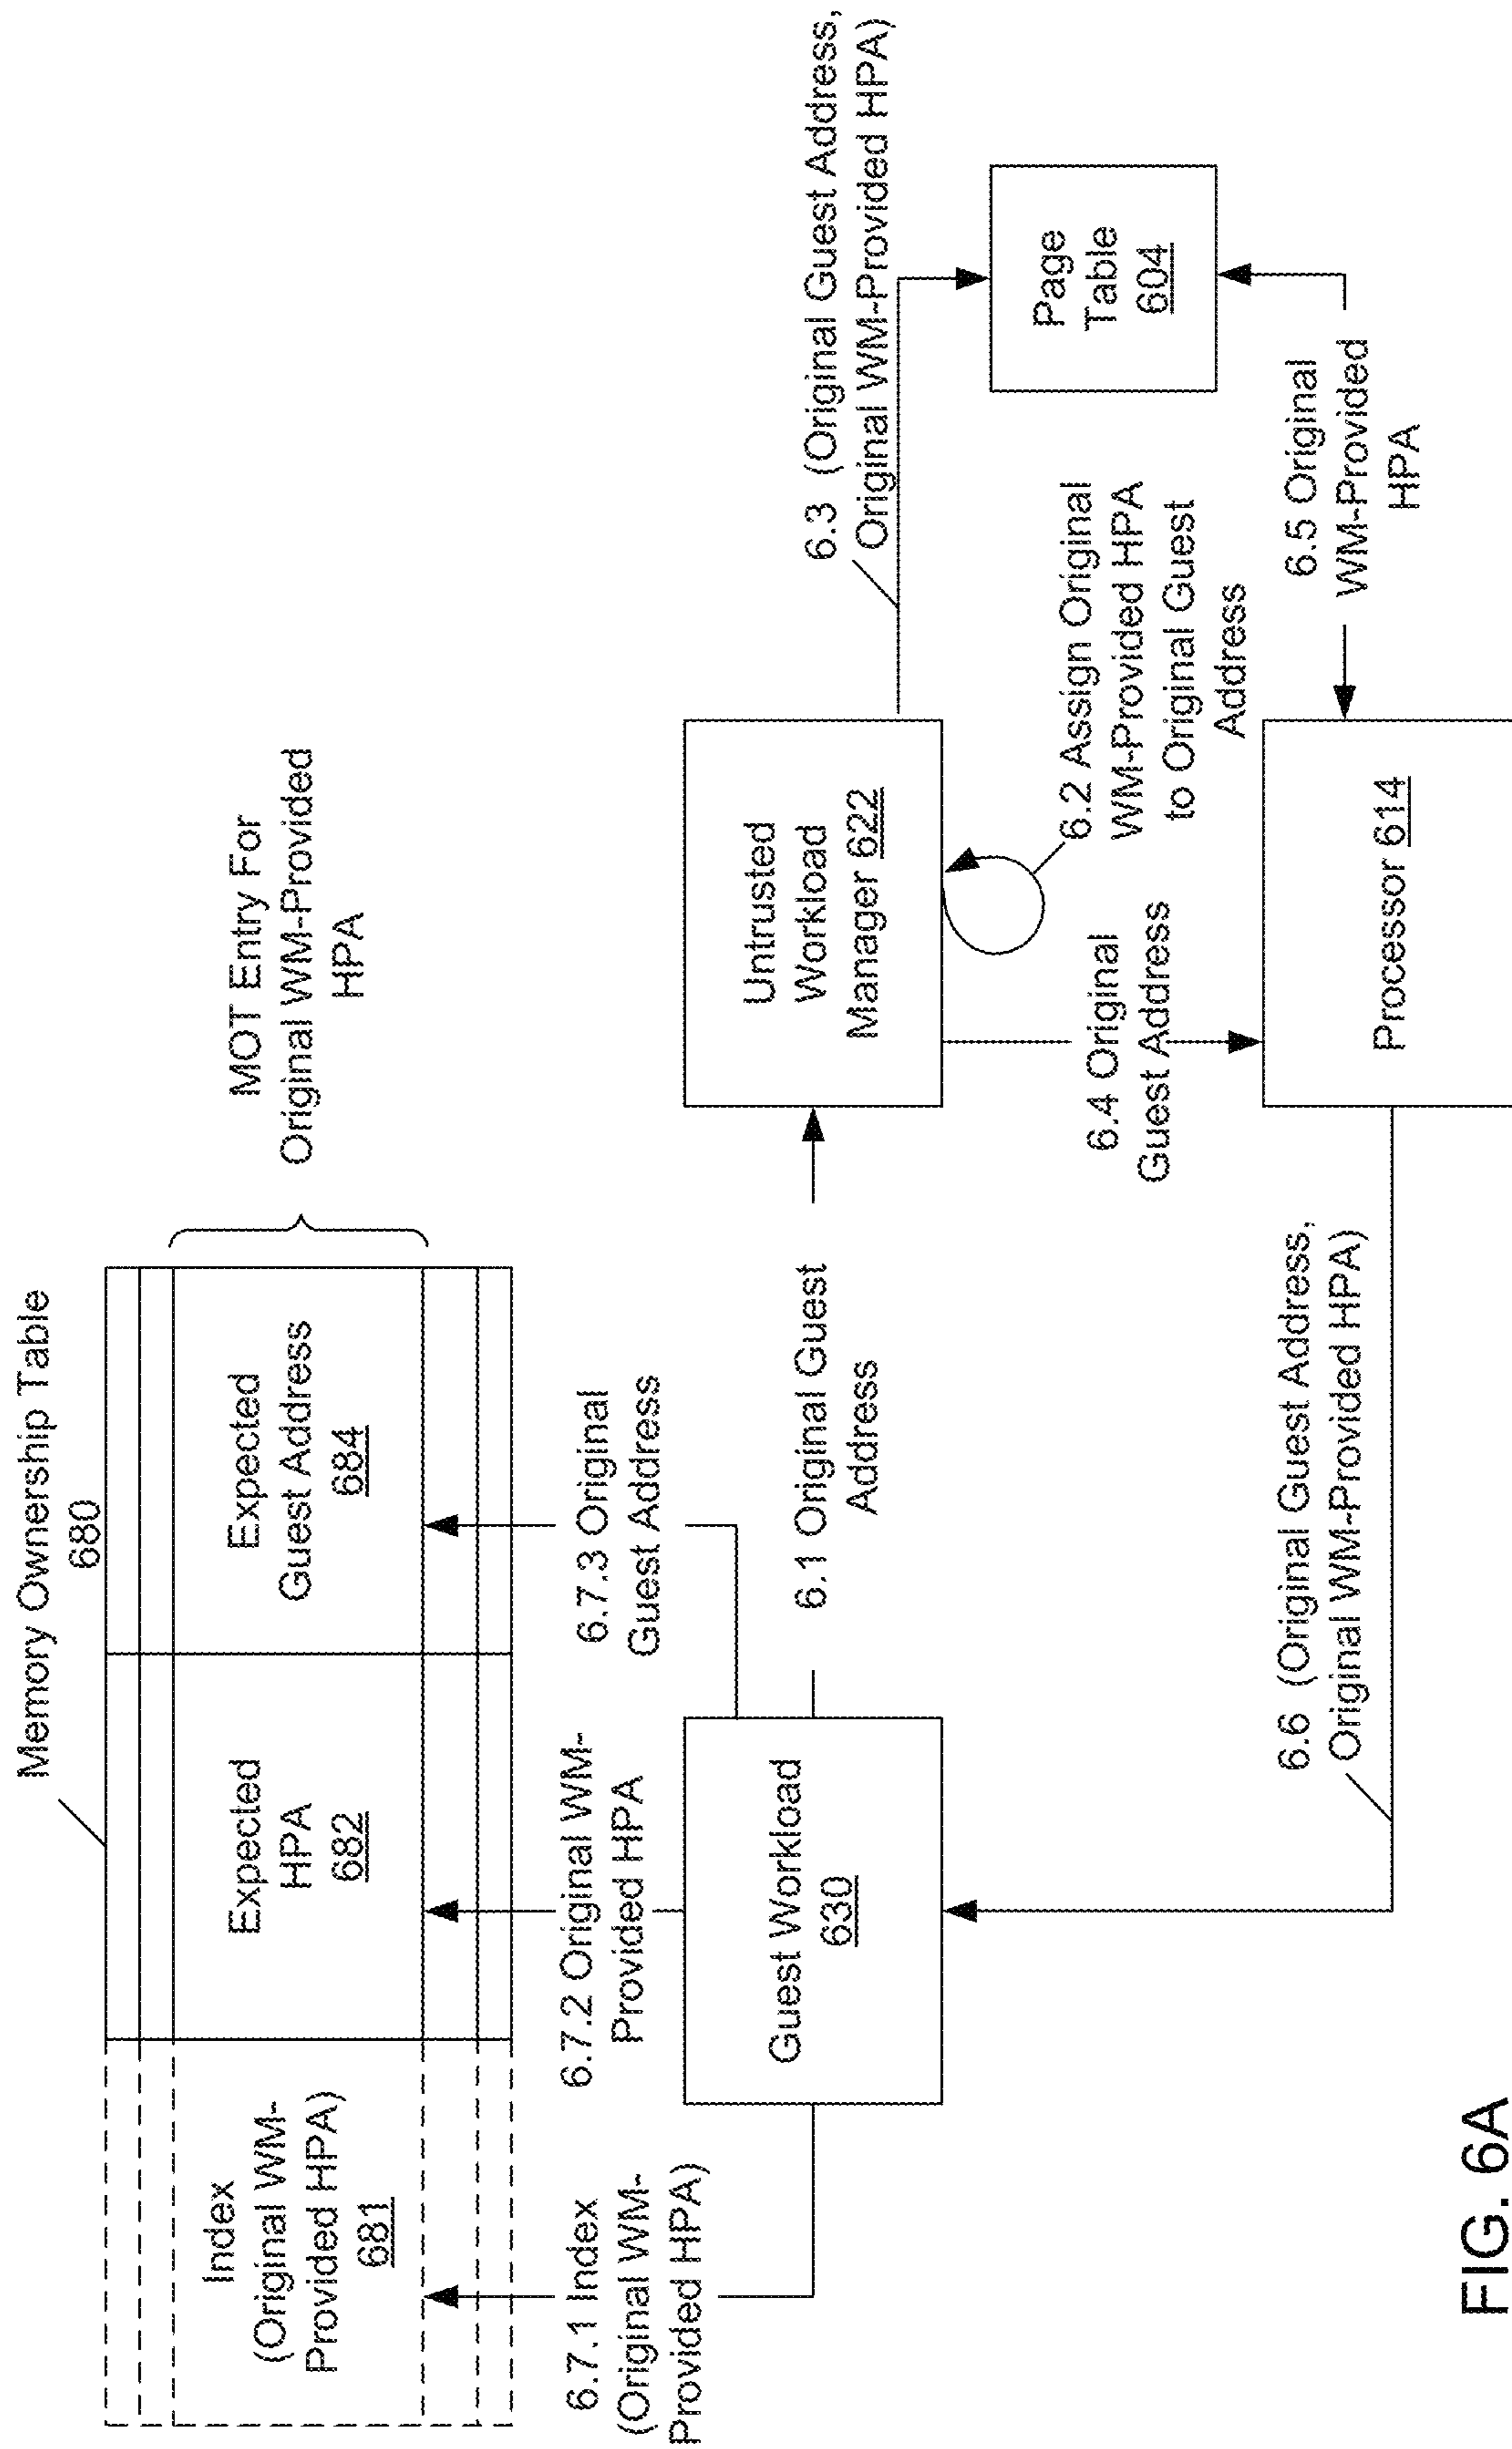 Memory Ownership Table
680
Index
(Original WM-
Provided HPA)
681
Expected
HPA
682
Expected
Guest Address
684
MOT Entry For
Original WM-Provided
HPA
6.7.1 Index
(Original WM-
Provided HPA)
6.7.2 Original WM-
Provided HPA
6.7.3 Original
Guest Address
Guest Workload
630
6.1 Original Guest
Address
Untrusted
Workload
Manager 622
6.3 (Original Guest Address,
Original WM-Provided HPA)
Page
Table
604
6.2 Assign Original
WM-Provided HPA
to Original Guest
Address
6.4 Original
Guest Address
6.5 Original
WM-Provided
HPA
Processor 614
6.6 (Original Guest Address,
Original WM-Provided HPA)
FIG. 6A